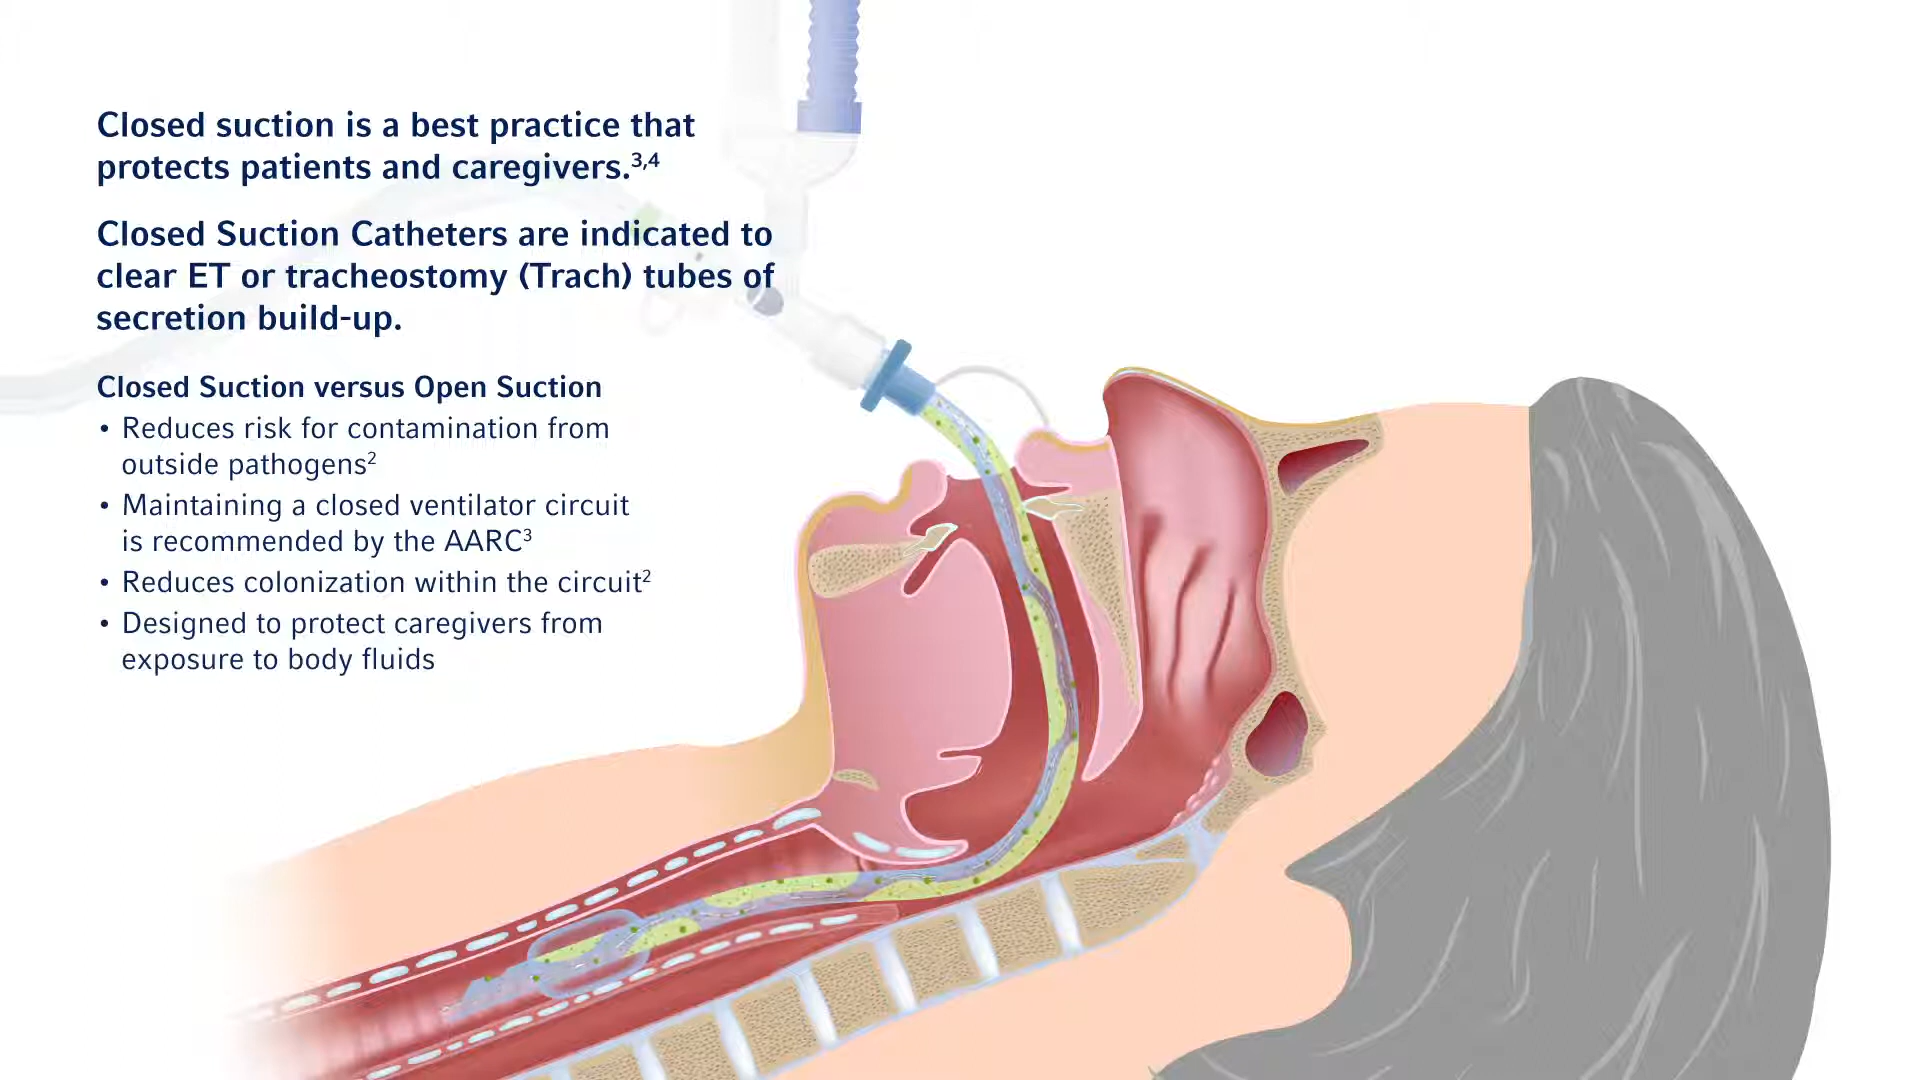 Closed suction is a best practice that
protects patients and caregivers.3,4
Closed Suction Catheters are indicated to
clear ET or tracheostomy (Trach) tubes of
secretion build-up.
Closed Suction versus Open Suction
• Reduces risk for contamination from
outside pathogens2
• Maintaining a closed ventilator circuit
is recommended by the AARC3
• Reduces colonization within the circuit2
• Designed to protect caregivers from
exposure to body fluids